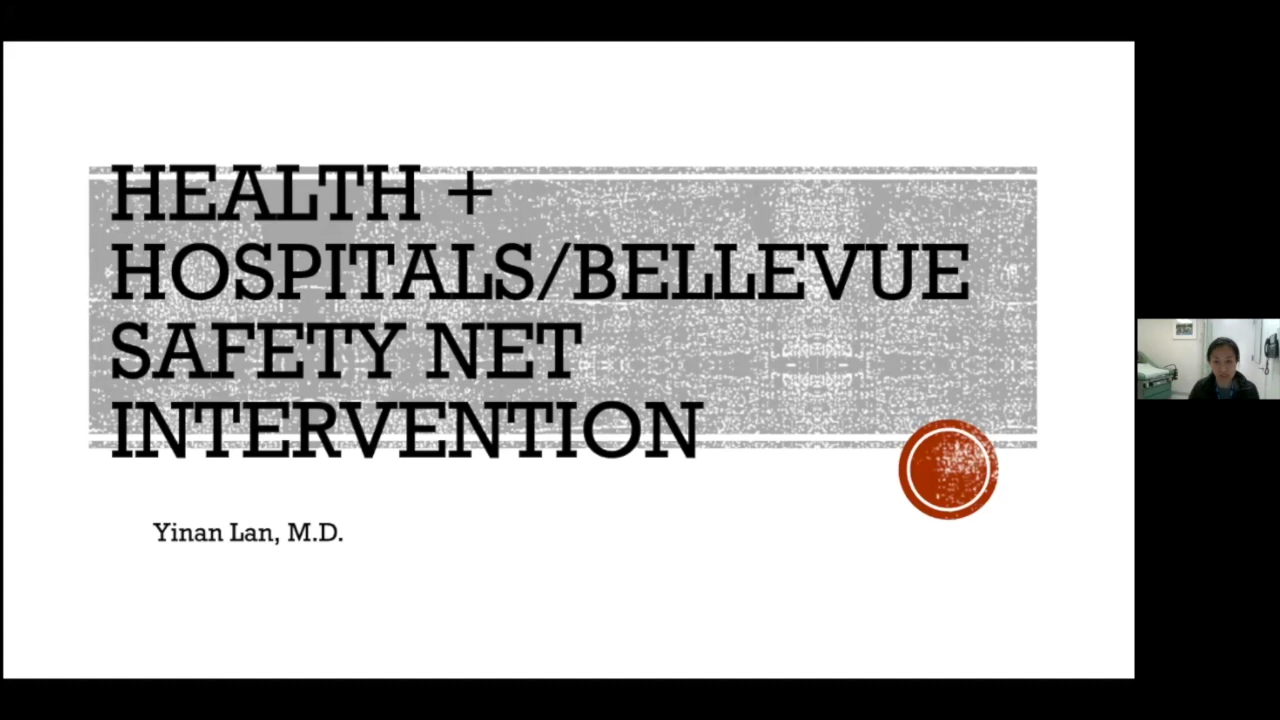 HEALTH +
HOSPITALS/BELLEVUE
SAFETY NET
INTERVENTION
Yinan Lan, M.D.